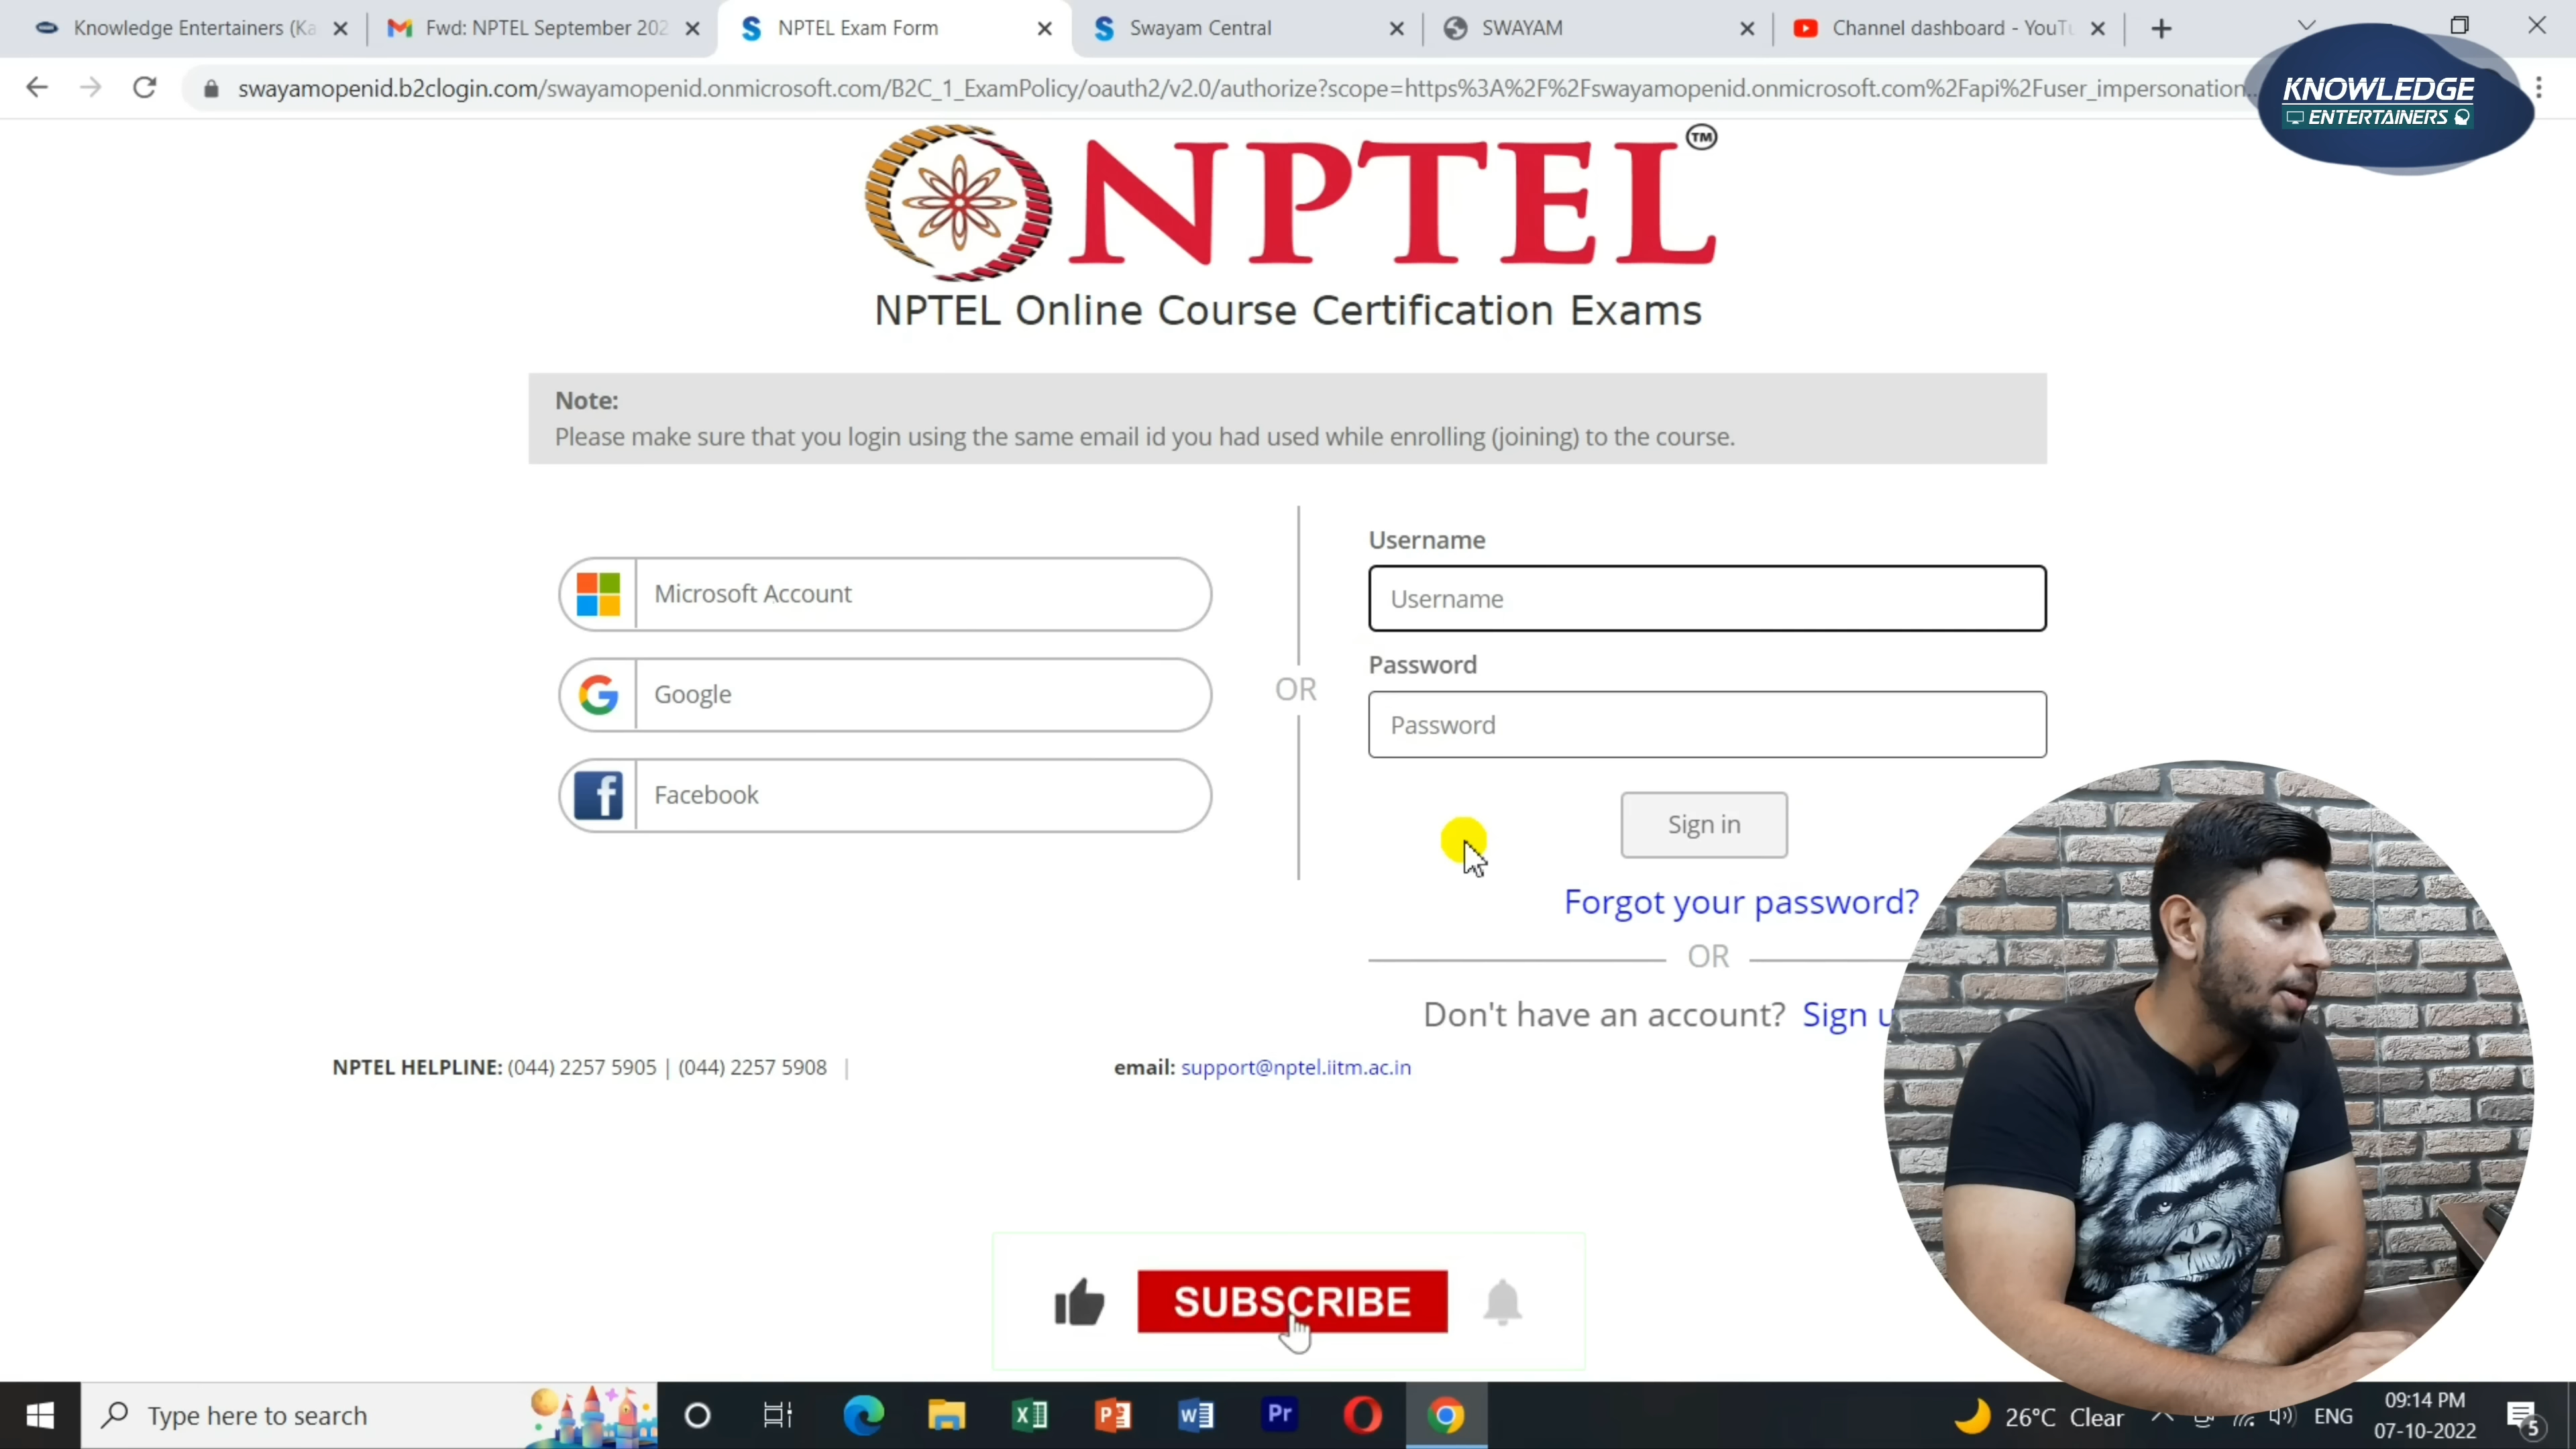 Knowledge Entertainers (Ka
Fwd: NPTEL September 202
NPTEL Exam Form
Swayam Central
SWAYAM
Channel dashboard - YouTu
swayamopenid.b2clogin.com/swayamopenid.onmicrosoft.com/B2C_1_ExamPolicy/oauth2/v2.0/authorize?scope=https%3A%2F%2Fswayamopenid.onmicrosoft.com%2Fapi%2Fuser_impersonation...
KNOWLEDGE
ENTERTAINERS
NPTEL TM
NPTEL Online Course Certification Exams
Note:
Please make sure that you login using the same email id you had used while enrolling (joining) to the course.
Microsoft Account
Google
Facebook
OR
Username
Username
Password
Password
Sign in
Forgot your password?
OR
Don't have an account? Sign u
NPTEL HELPLINE: (044) 2257 5905 | (044) 2257 5908 |
email: support@nptel.iitm.ac.in
SUBSCRIBE
Type here to search
Pr
26°C Clear
ENG
09:14 PM
07-10-2022
5